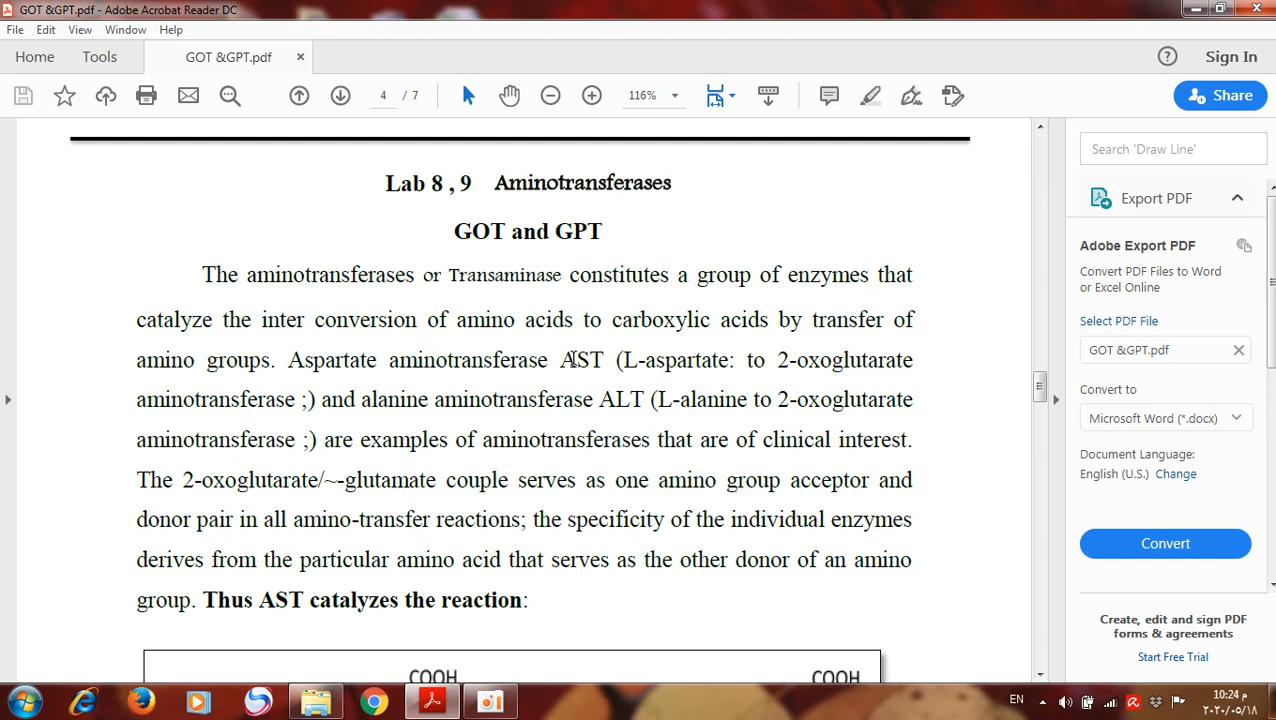 GOT &GPT.pdf - Adobe Acrobat Reader DC
File Edit View Window Help
Home Tools GOT &GPT.pdf × Sign In
4 / 7 116% Share
Lab 8 , 9 Aminotransferases
GOT and GPT
The aminotransferases or Transaminase constitutes a group of enzymes that
catalyze the inter conversion of amino acids to carboxylic acids by transfer of
amino groups. Aspartate aminotransferase AST (L-aspartate: to 2-oxoglutarate
aminotransferase ;) and alanine aminotransferase ALT (L-alanine to 2-oxoglutarate
aminotransferase ;) are examples of aminotransferases that are of clinical interest.
The 2-oxoglutarate/~-glutamate couple serves as one amino group acceptor and
donor pair in all amino-transfer reactions; the specificity of the individual enzymes
derives from the particular amino acid that serves as the other donor of an amino
group. Thus AST catalyzes the reaction:
COOH COOH
Search 'Draw Line'
Export PDF
Adobe Export PDF
Convert PDF Files to Word
or Excel Online
Select PDF File
GOT &GPT.pdf
Convert to
Microsoft Word (*.docx)
Document Language:
English (U.S.) Change
Convert
Create, edit and sign PDF
forms & agreements
Start Free Trial
EN
10:24 م
٢٠٢٠/٠٥/١٨